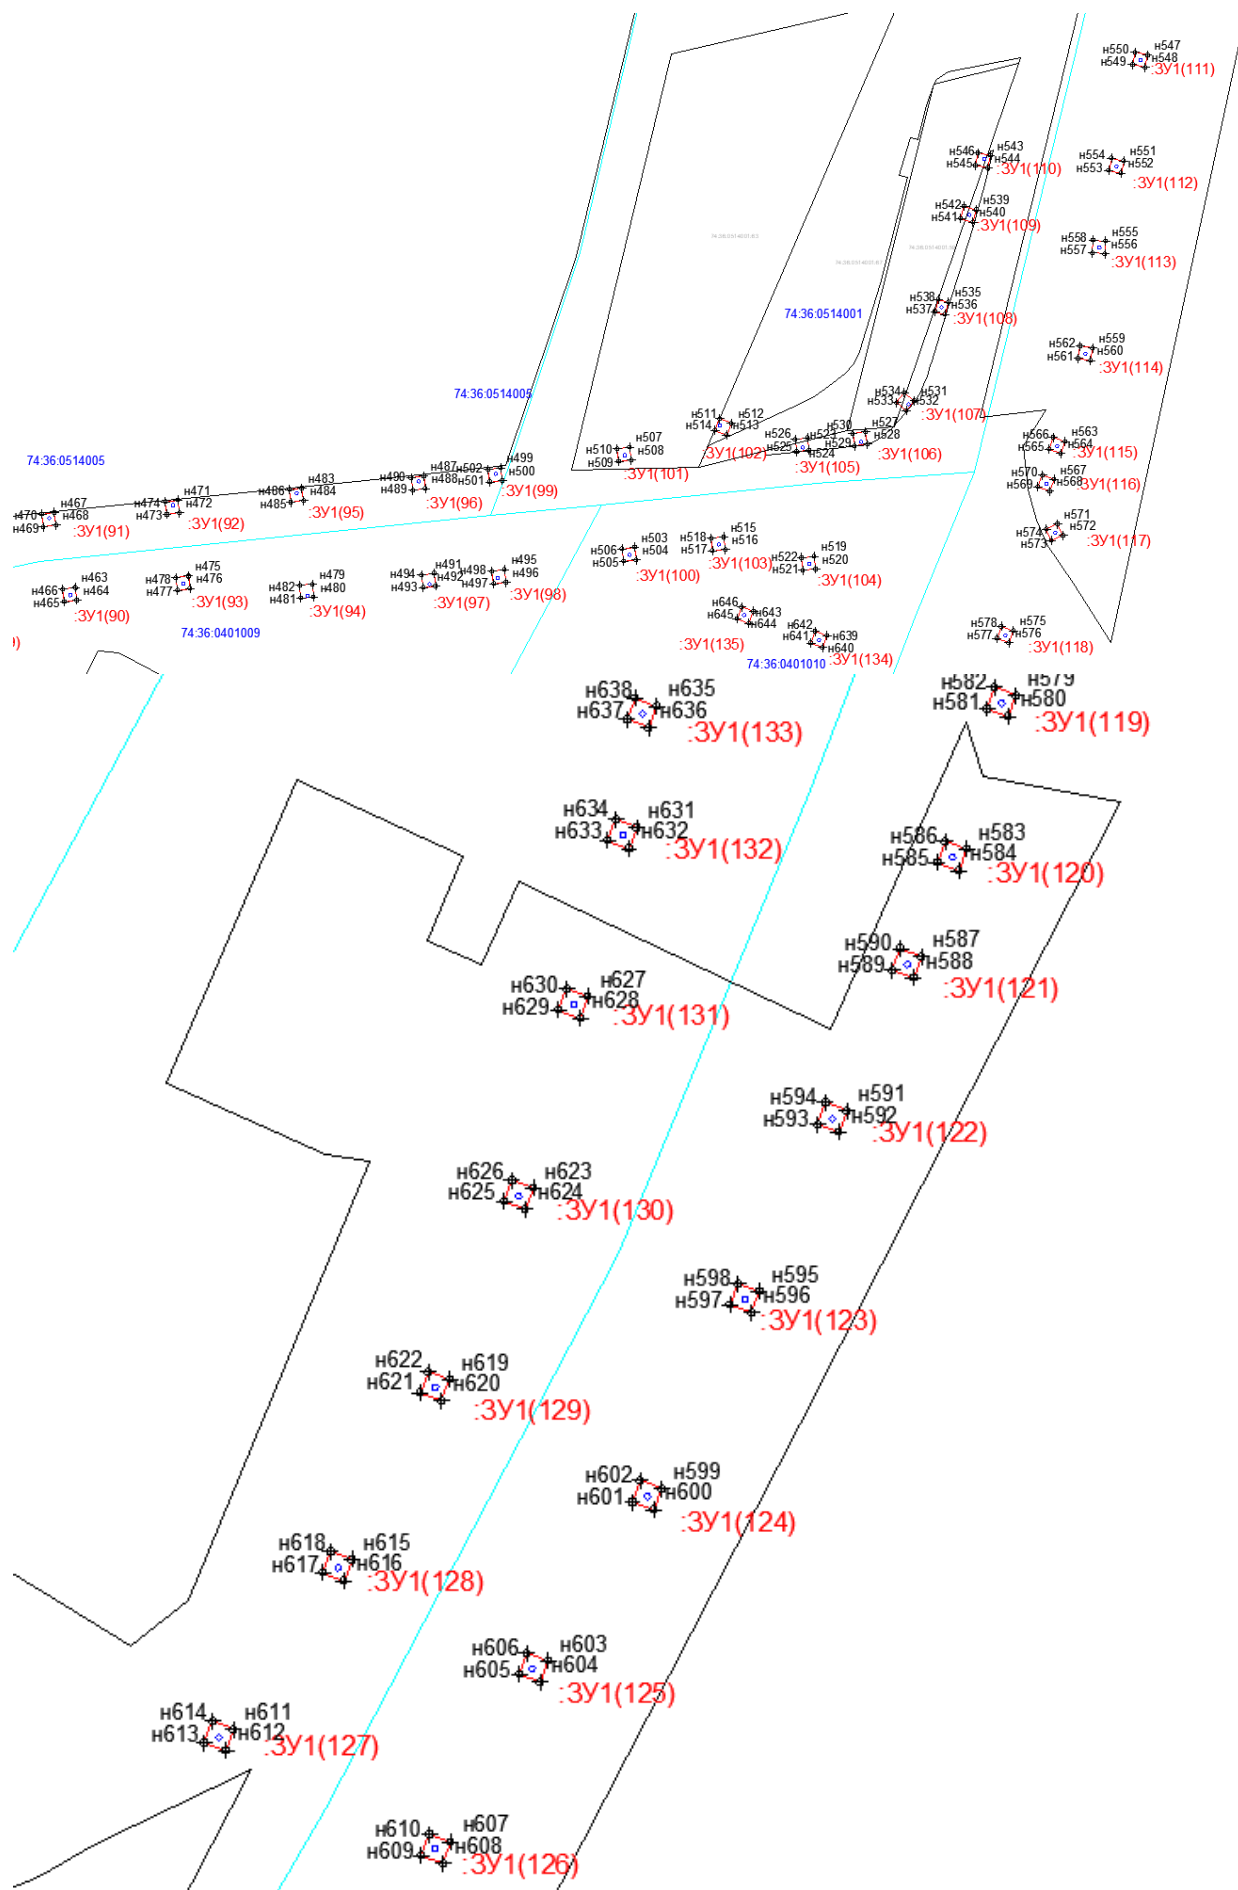 н550 н547
н549 н548
:ЗУ1(111)
н546 н543
н545 н544
:ЗУ1(110)
н554 н551
н553 н552
:ЗУ1(112)
н542 н539
н541 н540
:ЗУ1(109)
н558 н555
н557 н556
:ЗУ1(113)
74:36:0514001
н538 н535
н537 н536
:ЗУ1(108)
н562 н559
н561 н560
:ЗУ1(114)
74:36:0514005
н534 н531
н533 н532
:ЗУ1(107)
н511 н512
н514 н513
:ЗУ1(102)
н530 н527
н529 н528
:ЗУ1(106)
н526 н523
н525 н524
:ЗУ1(105)
н566 н563
н565 н564
:ЗУ1(115)
н510 н507
н509 н508
:ЗУ1(101)
74:36:0514005
н502 н499
н501 н500
:ЗУ1(99)
н490 н487
н489 н488
:ЗУ1(96)
н570 н567
н569 н568
:ЗУ1(116)
н486 н483
н485 н484
:ЗУ1(95)
н474 н471
н473 н472
:ЗУ1(92)
н470 н467
н469 н468
:ЗУ1(91)
н574 н571
н573 н572
:ЗУ1(117)
н518 н515
н517 н516
:ЗУ1(103)
н506 н503
н505 н504
:ЗУ1(100)
н522 н519
н521 н520
:ЗУ1(104)
н498 н495
н497 н496
:ЗУ1(98)
н494 н491
н493 н492
:ЗУ1(97)
н482 н479
н481 н480
:ЗУ1(94)
н478 н475
н477 н476
:ЗУ1(93)
н466 н463
н465 н464
:ЗУ1(90)
74:36:0401009
н646 н643
н645 н644
:ЗУ1(135)
н642 н639
н641 н640
:ЗУ1(134)
74:36:0401010
н578 н575
н577 н576
:ЗУ1(118)
н638 н635
н637 н636
:ЗУ1(133)
н582 н579
н581 н580
:ЗУ1(119)
н634 н631
н633 н632
:ЗУ1(132)
н586 н583
н585 н584
:ЗУ1(120)
н590 н587
н589 н588
:ЗУ1(121)
н630 н627
н629 н628
:ЗУ1(131)
н594 н591
н593 н592
:ЗУ1(122)
н626 н623
н625 н624
:ЗУ1(130)
н598 н595
н597 н596
:ЗУ1(123)
н622 н619
н621 н620
:ЗУ1(129)
н602 н599
н601 н600
:ЗУ1(124)
н618 н615
н617 н616
:ЗУ1(128)
н606 н603
н605 н604
:ЗУ1(125)
н614 н611
н613 н612
:ЗУ1(127)
н610 н607
н609 н608
:ЗУ1(126)